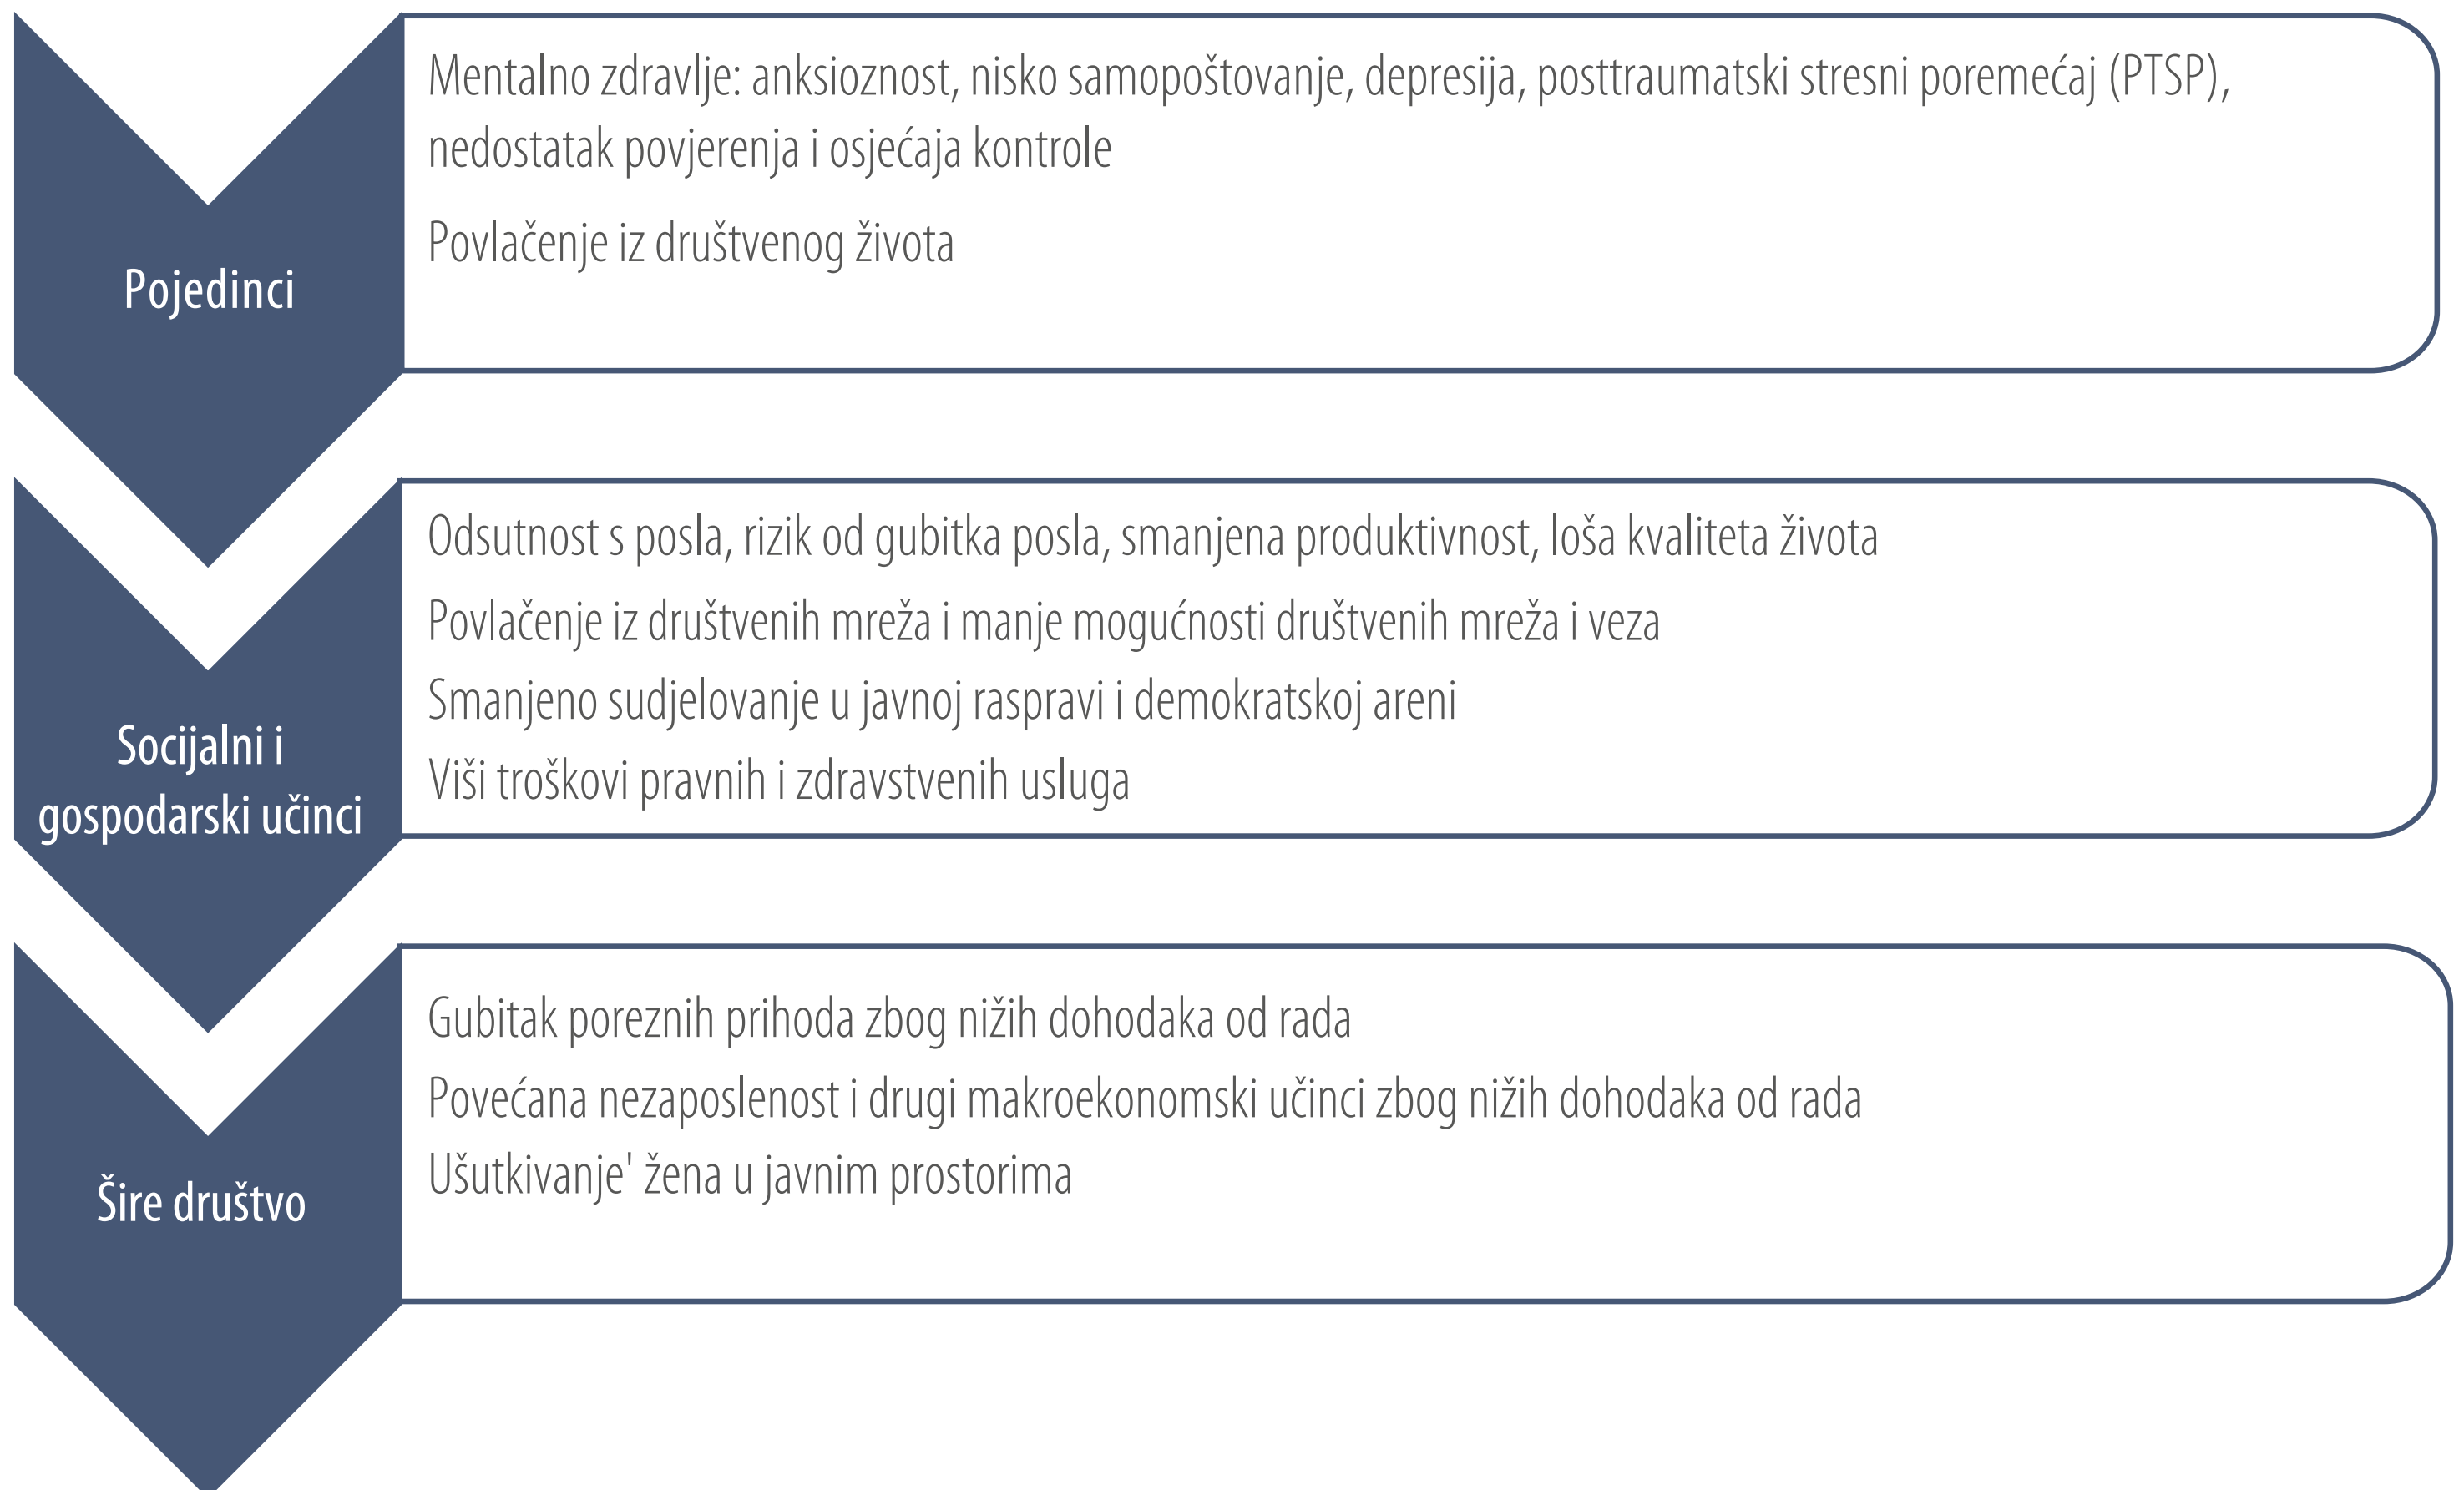 Pojedinci
Mentalno zdravlje: anksioznost, nisko samopoštovanje, depresija, posttraumatski stresni poremećaj (PTSP),
nedostatak povjerenja i osjećaja kontrole
Povlačenje iz društvenog života
Socijalni i
gospodarski učinci
Odsutnost s posla, rizik od gubitka posla, smanjena produktivnost, loša kvaliteta života
Povlačenje iz društvenih mreža i manje mogućnosti društvenih mreža i veza
Smanjeno sudjelovanje u javnoj raspravi i demokratskoj areni
Viši troškovi pravnih i zdravstvenih usluga
Šire društvo
Gubitak poreznih prihoda zbog nižih dohodaka od rada
Povećana nezaposlenost i drugi makroekonomski učinci zbog nižih dohodaka od rada
Ušutkivanje' žena u javnim prostorima